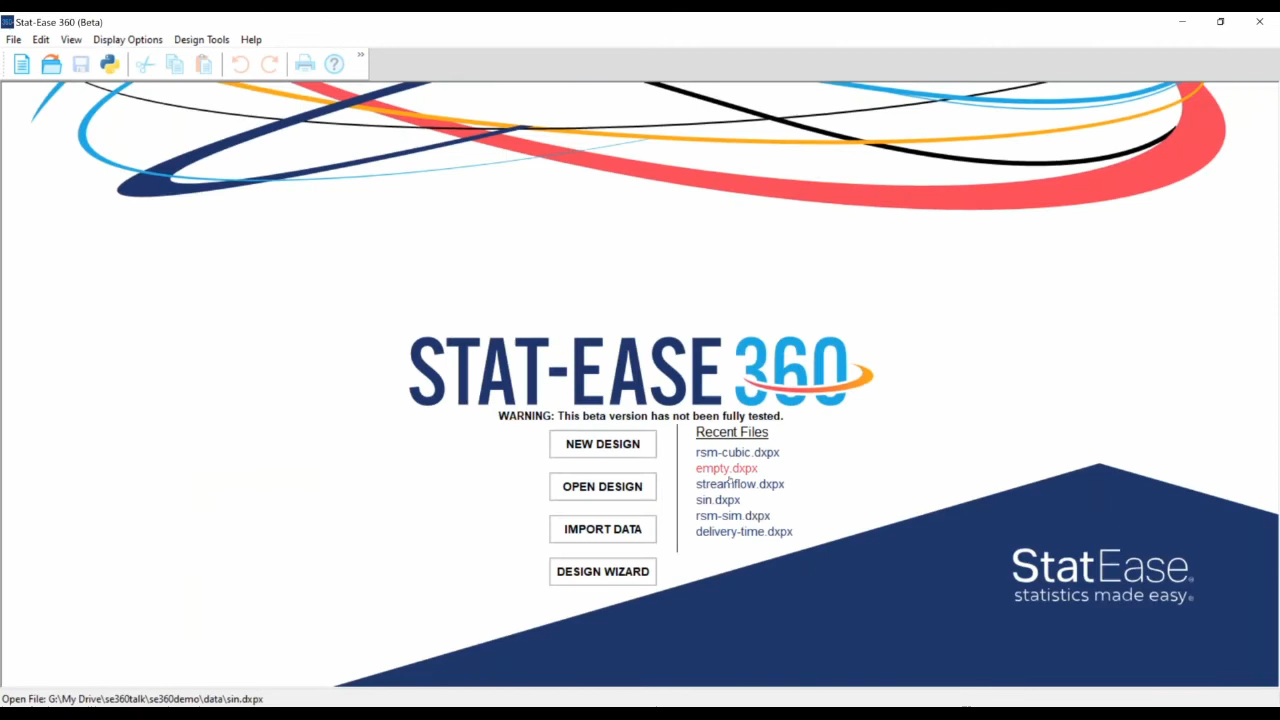 360 Stat-Ease 360 (Beta)
File Edit View Display Options Design Tools Help
STAT-EASE 360
WARNING: This beta version has not been fully tested.
NEW DESIGN
OPEN DESIGN
IMPORT DATA
DESIGN WIZARD
Recent Files
rsm-cubic.dxpx
empty.dxpx
streamflow.dxpx
sin.dxpx
rsm-sim.dxpx
delivery-time.dxpx
StatEase®
statistics made easy®
Open File: G:\My Drive\se360talk\se360demo\data\sin.dxpx